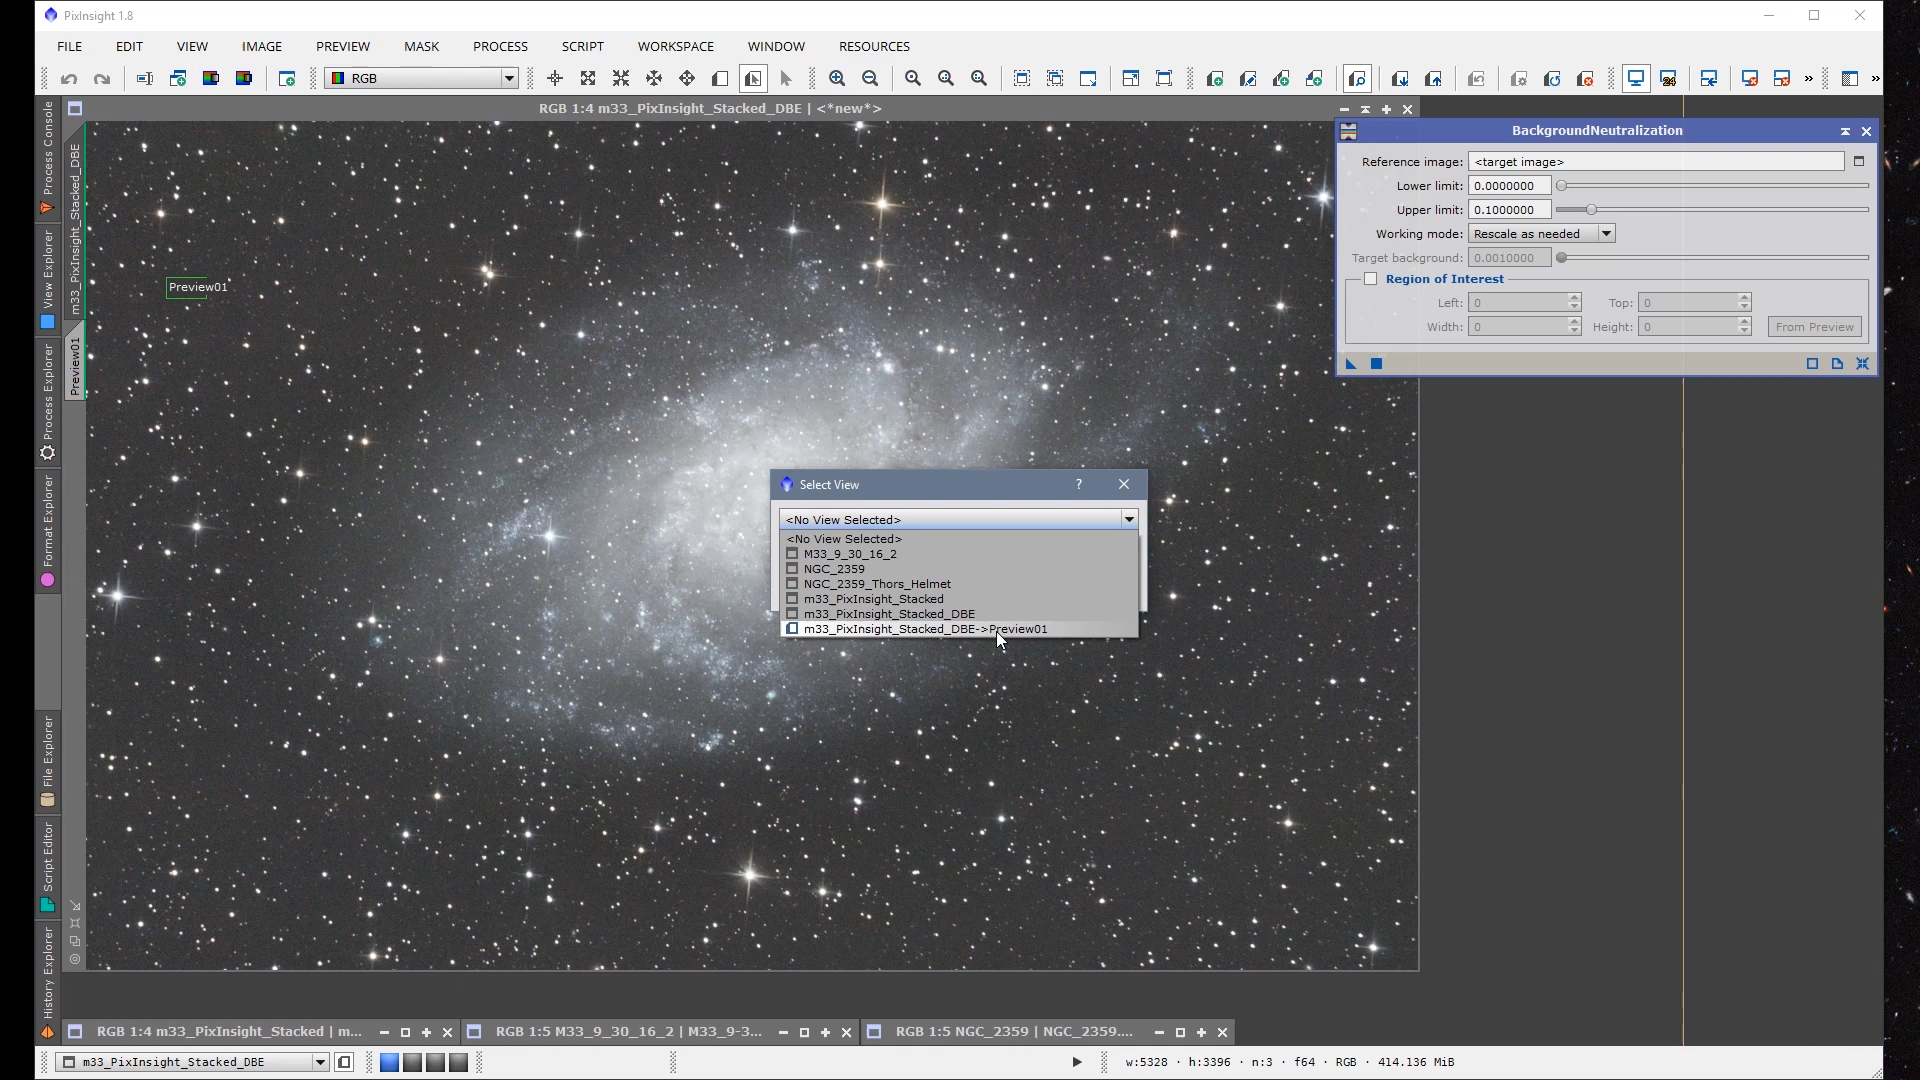 PixInsight 1.8
FILE EDIT VIEW IMAGE PREVIEW MASK PROCESS SCRIPT WORKSPACE WINDOW RESOURCES
RGB
24
RGB 1:4 m33_PixInsight_Stacked_DBE | <*new*>
Process Console
View Explorer
Process Explorer
Format Explorer
File Explorer
Script Editor
History Explorer
m33_PixInsight_Stacked_DBE
Preview01
Preview01
BackgroundNeutralization
Reference image: <target image>
Lower limit: 0.0000000
Upper limit: 0.1000000
Working mode: Rescale as needed
Target background: 0.0010000
Region of Interest
Left: 0 Top: 0
Width: 0 Height: 0 From Preview
Select View
<No View Selected>
<No View Selected>
M33_9_30_16_2
NGC_2359
NGC_2359_Thors_Helmet
m33_PixInsight_Stacked
m33_PixInsight_Stacked_DBE
m33_PixInsight_Stacked_DBE->Preview01
RGB 1:4 m33_PixInsight_Stacked | m...
RGB 1:5 M33_9_30_16_2 | M33_9-3...
RGB 1:5 NGC_2359 | NGC_2359....
m33_PixInsight_Stacked_DBE
w:5328 · h:3396 · n:3 · f64 · RGB · 414.136 MiB